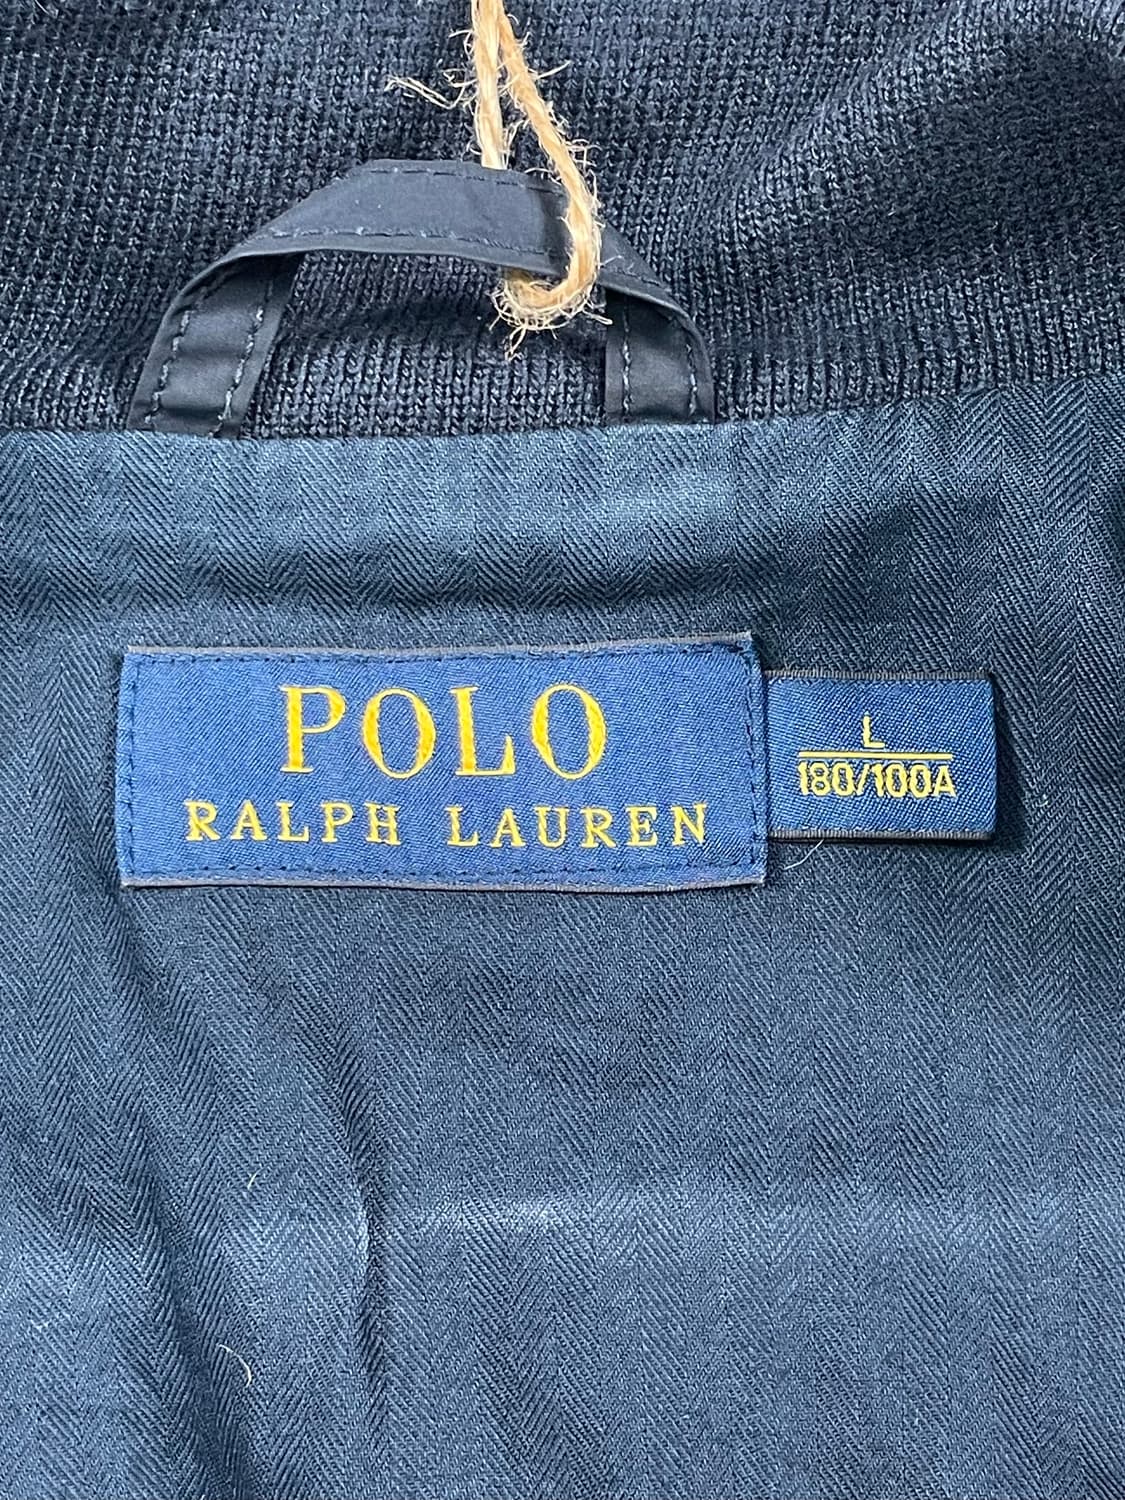 POLO
RALPH LAUREN
L
180/100A